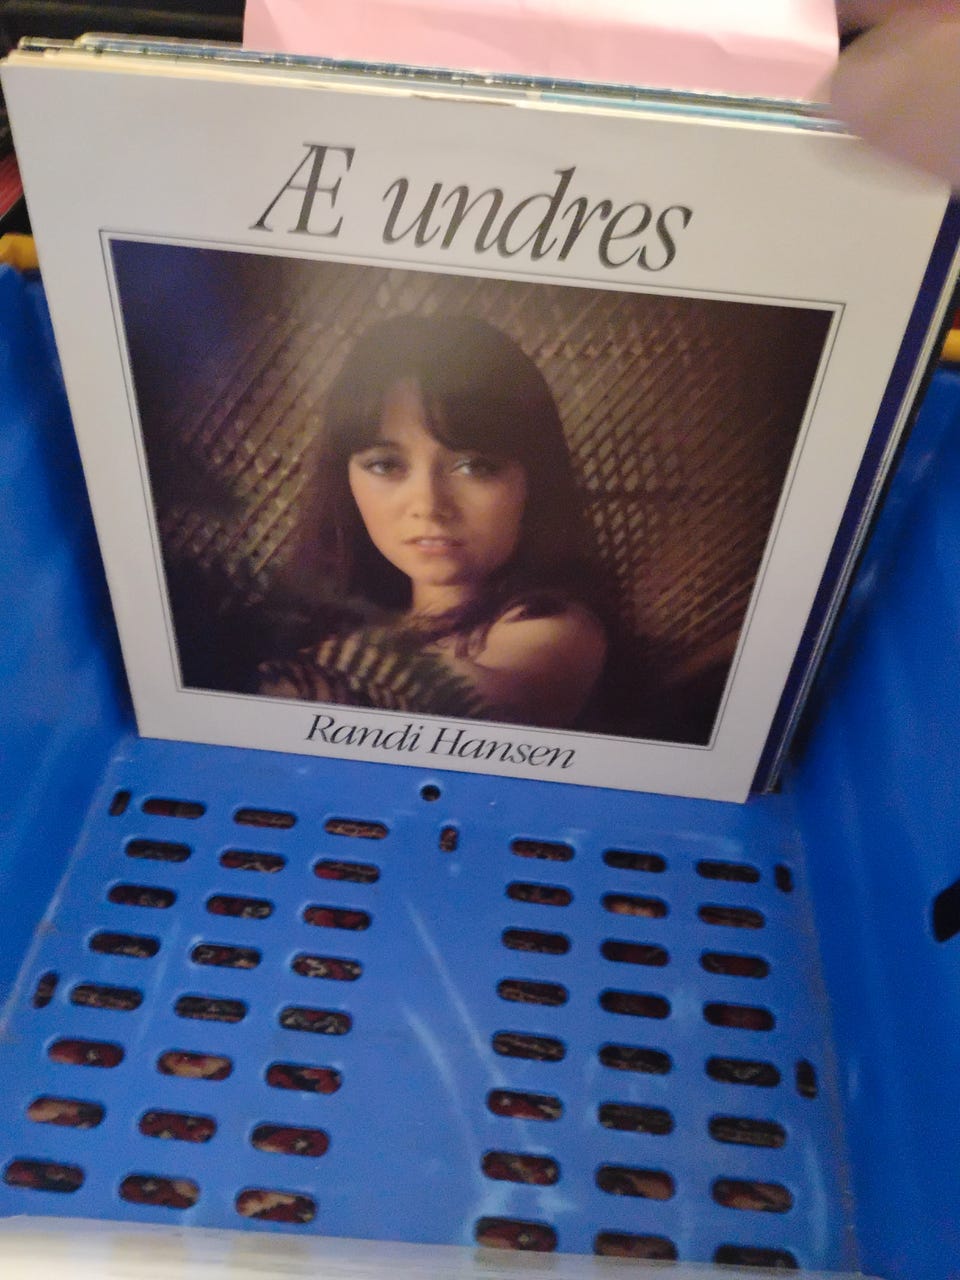 Æ undres
Randi Hansen